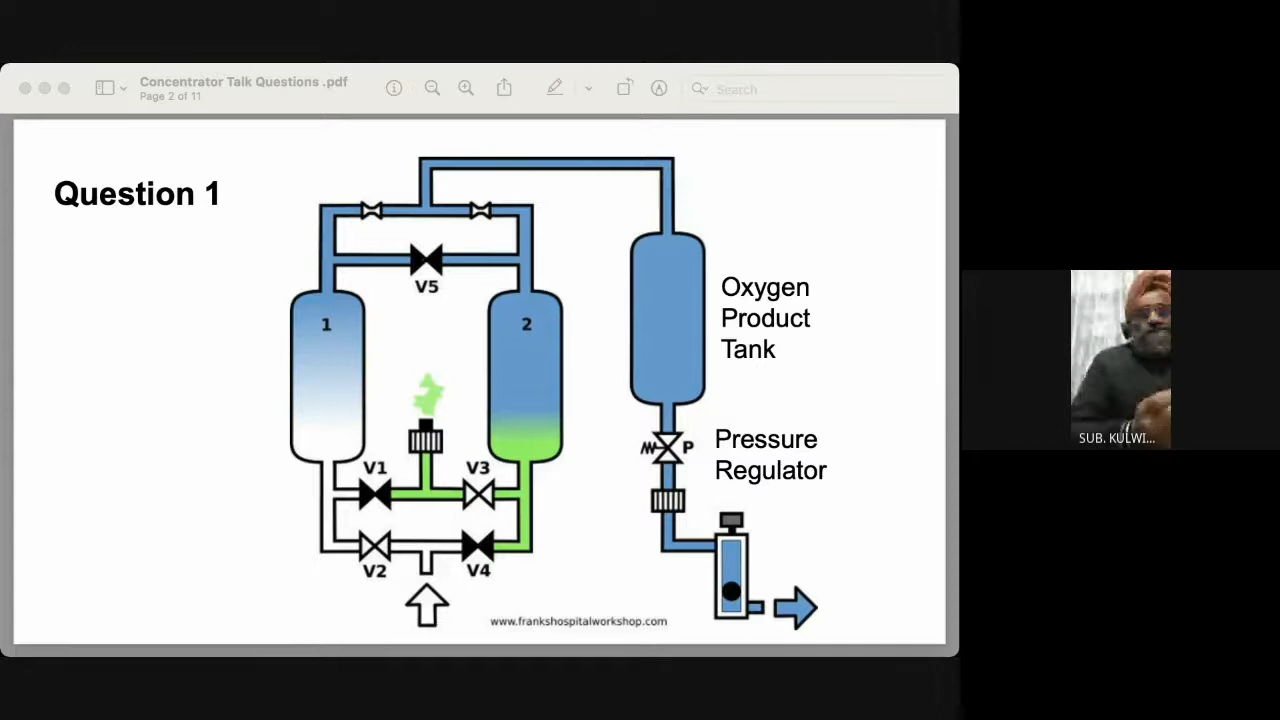 Concentrator Talk Questions .pdf
Page 2 of 11
Search
Question 1
V5
1
2
Oxygen
Product
Tank
V1
V3
P
Pressure
Regulator
V2
V4
www.frankshospitalworkshop.com
SUB. KULWI...